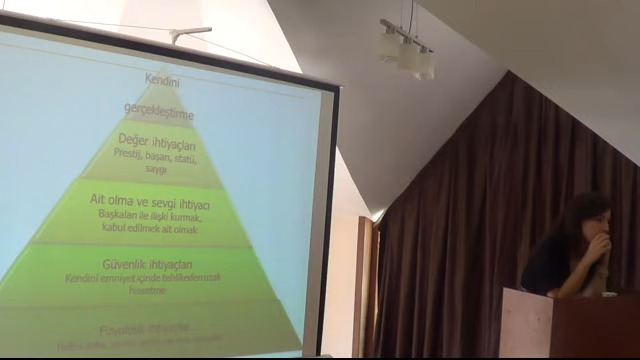 Kendini
gerçekleştirme
Değer ihtiyaçları
Prestij, başarı, statü,
saygı
Ait olma ve sevgi ihtiyacı
Başkaları ile ilişki kurmak,
kabul edilmek ait olmak
Güvenlik ihtiyaçları
Kendini emniyet içinde tehlikeden uzak
hissetme
Fizyolojik ihtiyaçlar